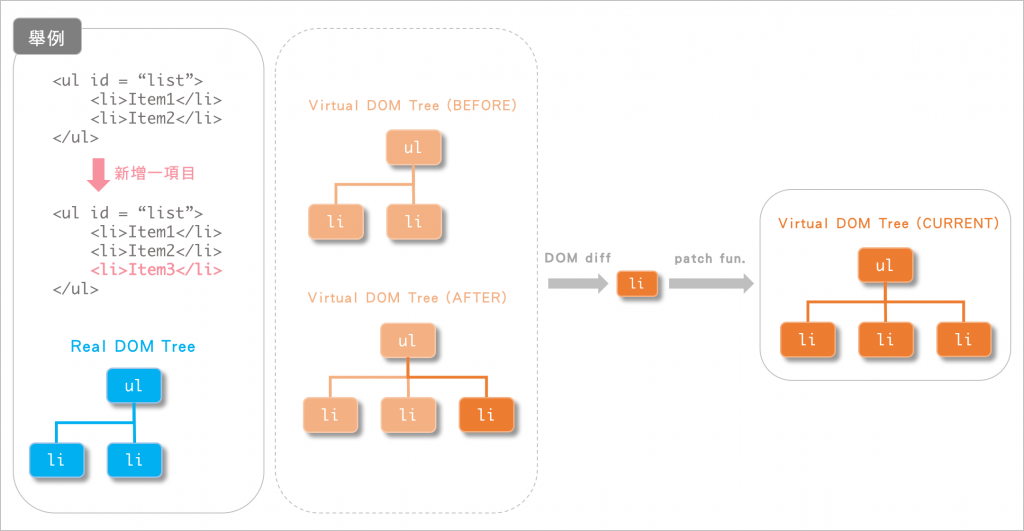 舉例
<ul id = “list”>
    <li>Item1</li>
    <li>Item2</li>
</ul>
新增一項目
<ul id = “list”>
    <li>Item1</li>
    <li>Item2</li>
    <li>Item3</li>
</ul>
Real DOM Tree
ul
li li
Virtual DOM Tree (BEFORE)
ul
li li
Virtual DOM Tree (AFTER)
ul
li li li
DOM diff
li
patch fun.
Virtual DOM Tree (CURRENT)
ul
li li li